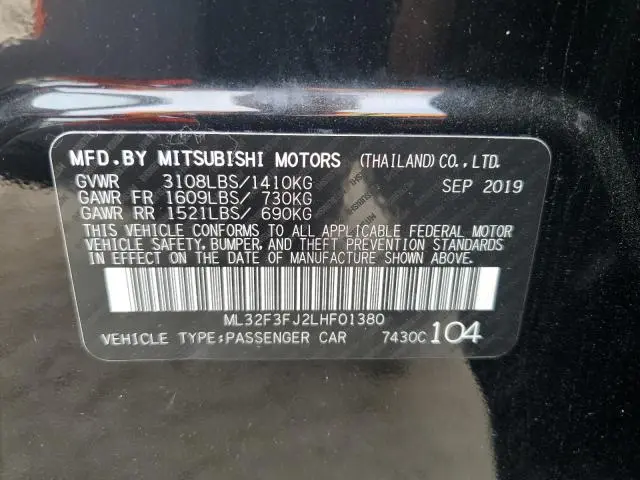 MFD.BY MITSUBISHI MOTORS (THAILAND)CO.,LTD.
GVWR 3108LBS/1410KG SEP 2019
GAWR FR 1609LBS/ 730KG
GAWR RR 1521LBS/ 690KG
THIS VEHICLE CONFORMS TO ALL APPLICABLE FEDERAL MOTOR
VEHICLE SAFETY, BUMPER, AND THEFT PREVENTION STANDARDS
IN EFFECT ON THE DATE OF MANUFACTURE SHOWN ABOVE.
ML32F3FJ2LHF01380
VEHICLE TYPE:PASSENGER CAR 7430C104